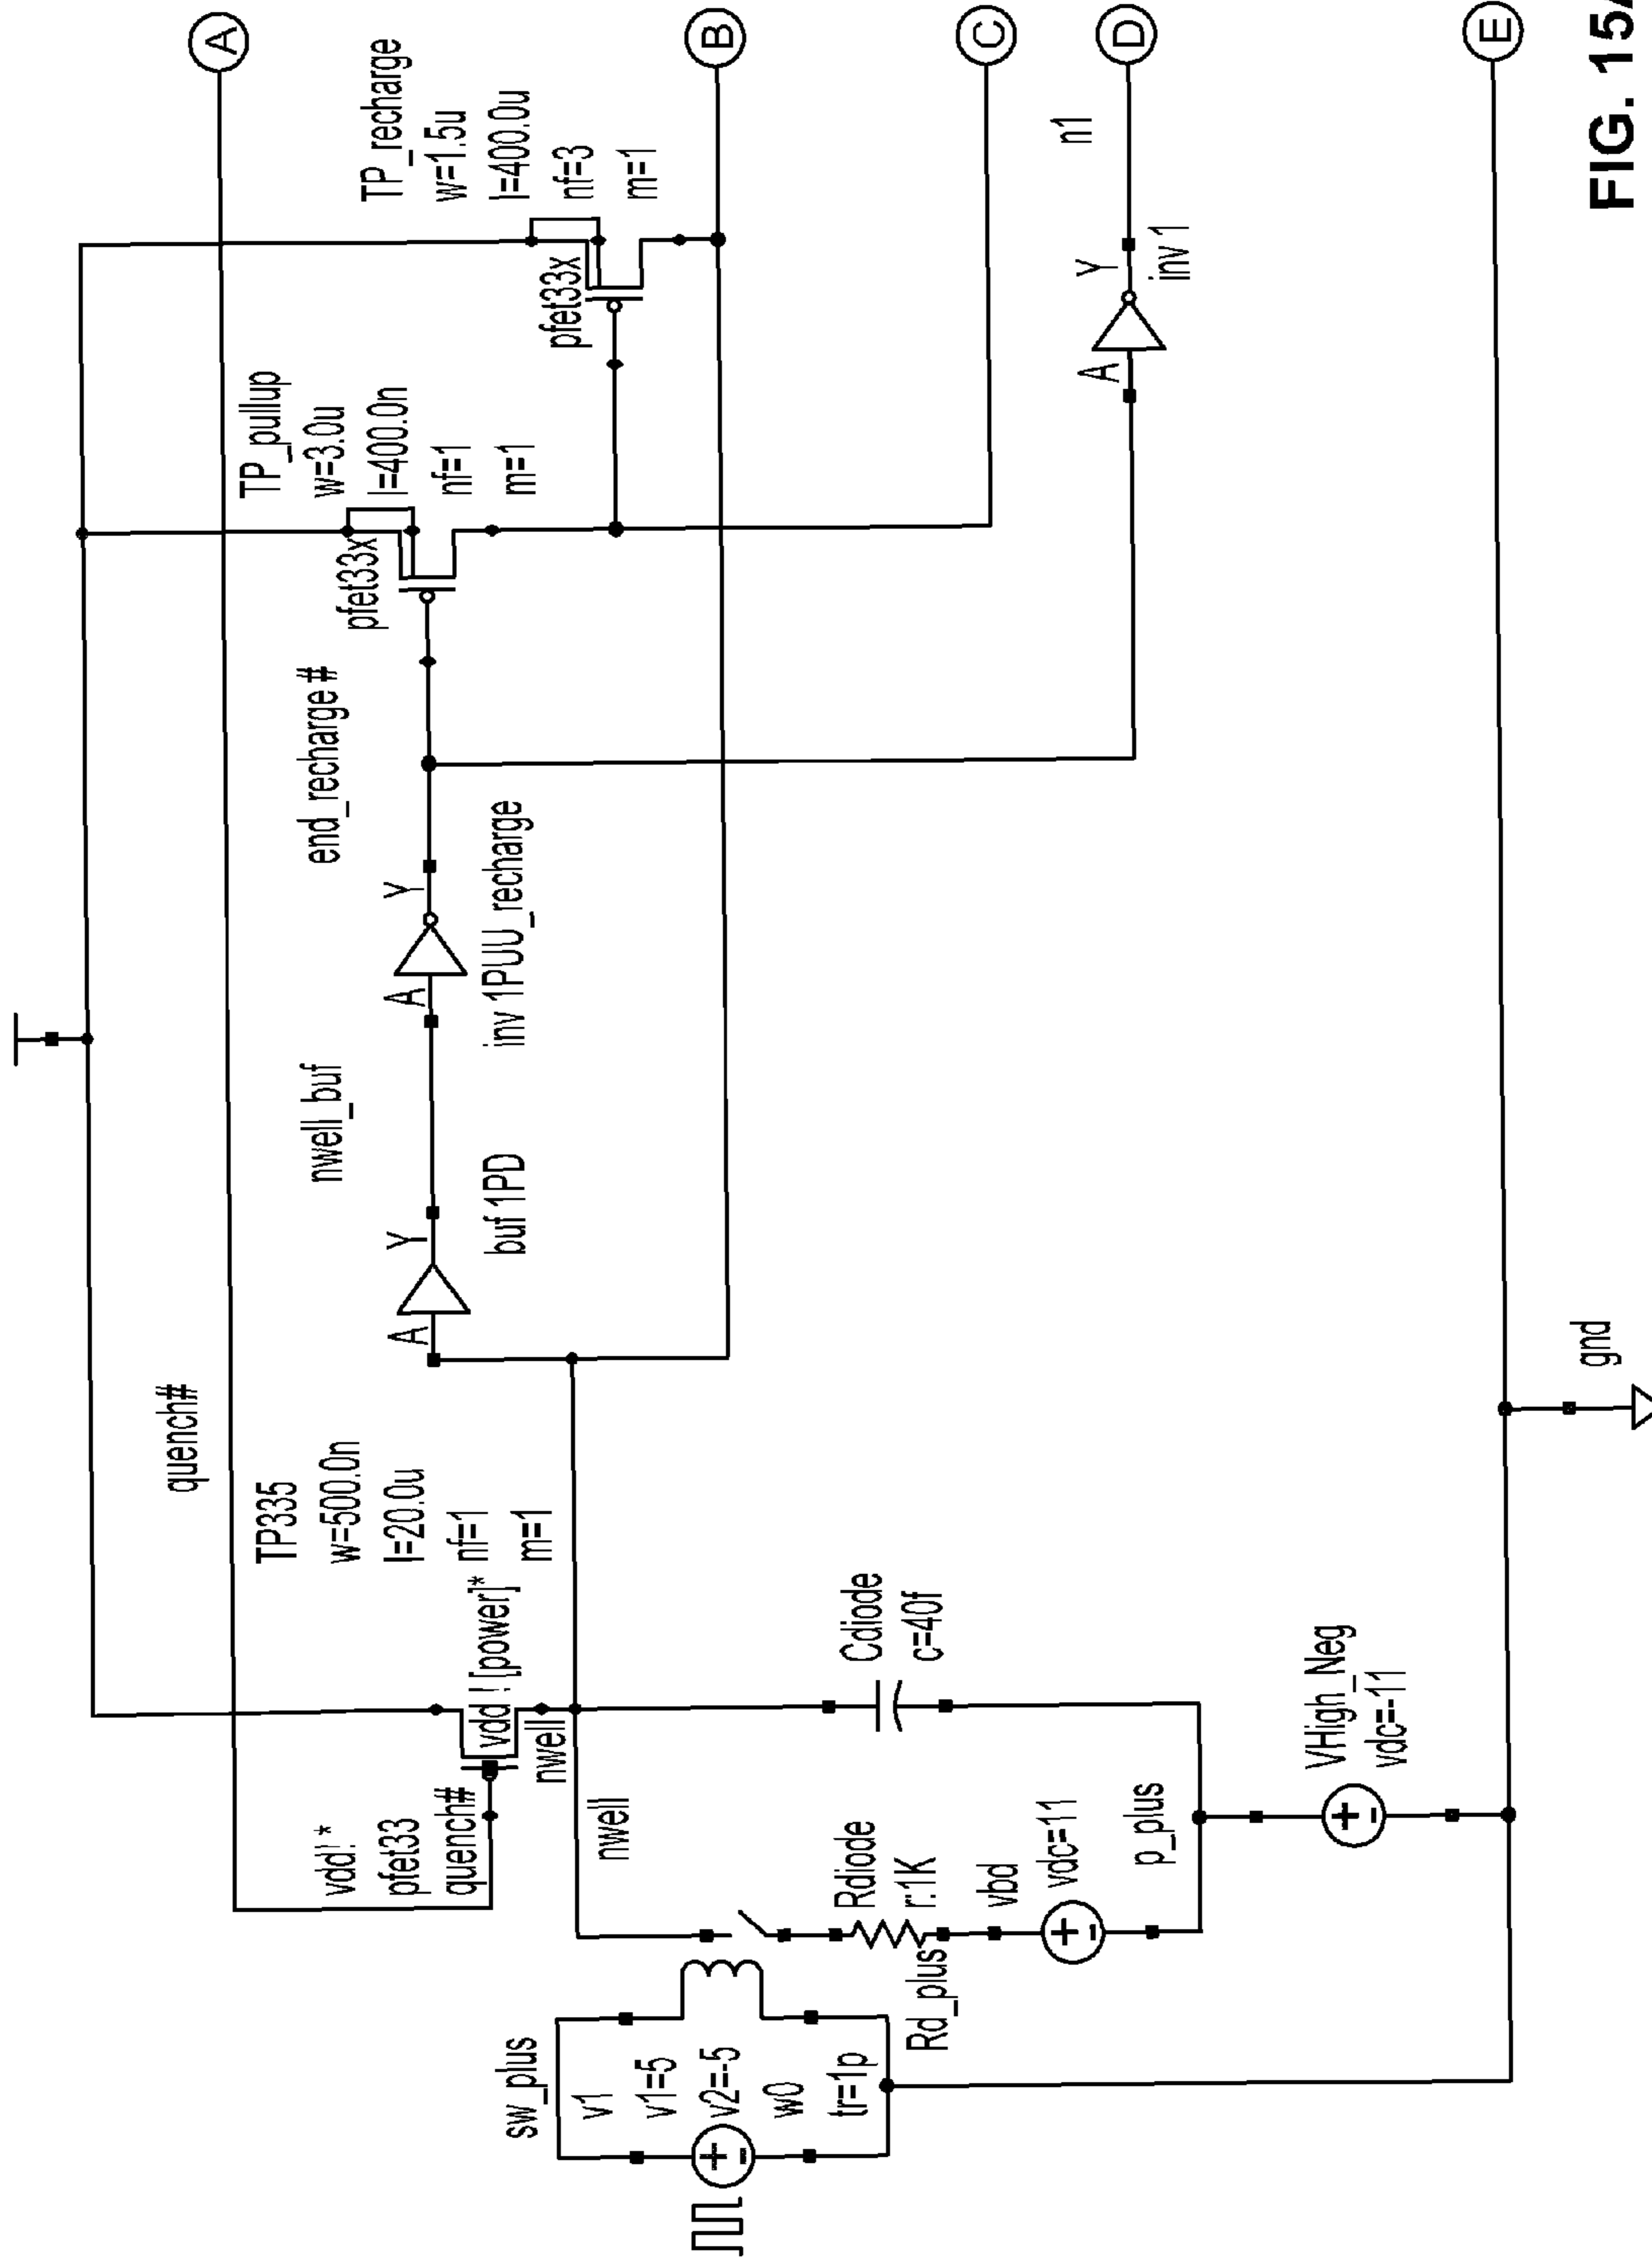 A
TP_recharge
w=1.5u
l=400.0u
nf=3
m=1
pfet33x
B
C
D
E
TP_pullup
w=3.0u
l=400.0n
nf=1
m=1
pfet33x
end_recharge #
nwell_buf
A
Y
buf 1PD
A
Y
inv 1PUU_recharge
A
Y
inv 1
n1
quench#
TP335
w=500.0n
l=20.0u
nf=1
m=1
vdd!*
pfet33
quench#
vdd ! [power]*
nwell
nwell
Cdiode
c=40f
Rdiode
r:1K
Rd_plus
vbd
vdc=11
p_plus
VHigh_Neg
vdc=-11
sw_plus
v1
v1=5
v2=-5
w0
tr=1p
+
-
+
-
+
-
gnd